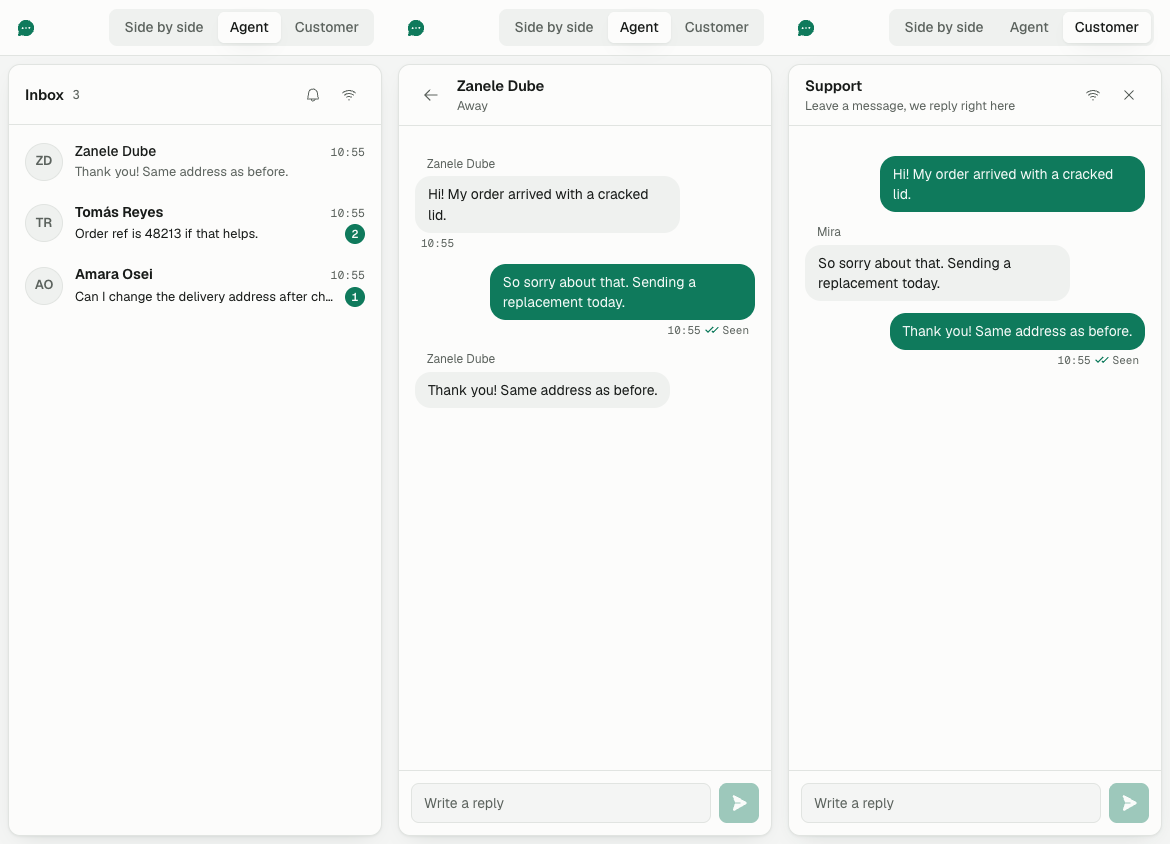 Side by side Agent Customer
Inbox 3
ZD
Zanele Dube 10:55
Thank you! Same address as before.
TR
Tomás Reyes 10:55
Order ref is 48213 if that helps. 2
AO
Amara Osei 10:55
Can I change the delivery address after ch… 1
Side by side Agent Customer
Zanele Dube
Away
Zanele Dube
Hi! My order arrived with a cracked
lid.
10:55
So sorry about that. Sending a
replacement today.
10:55 Seen
Zanele Dube
Thank you! Same address as before.
Write a reply
Side by side Agent Customer
Support
Leave a message, we reply right here
Hi! My order arrived with a cracked
lid.
Mira
So sorry about that. Sending a
replacement today.
Thank you! Same address as before.
10:55 Seen
Write a reply